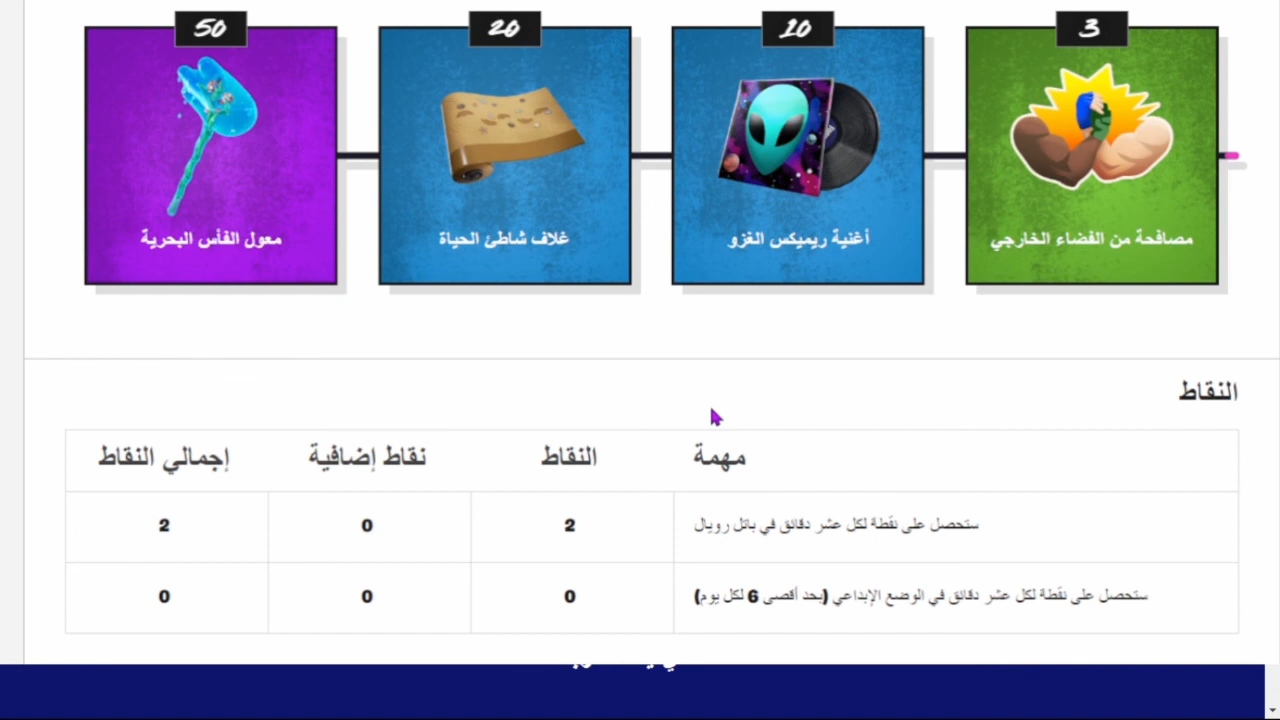 3
10
20
50
مصافحة من الفضاء الخارجي
أغنية ريميكس الغزو
غلاف شاطئ الحياة
معول الفأس البحرية
النقاط
مهمة النقاط نقاط إضافية إجمالي النقاط
ستحصل على نقطة لكل عشر دقائق في باتل رويال 2 0 2
ستحصل على نقطة لكل عشر دقائق في الوضع الإبداعي (بحد أقصى 6 لكل يوم) 0 0 0